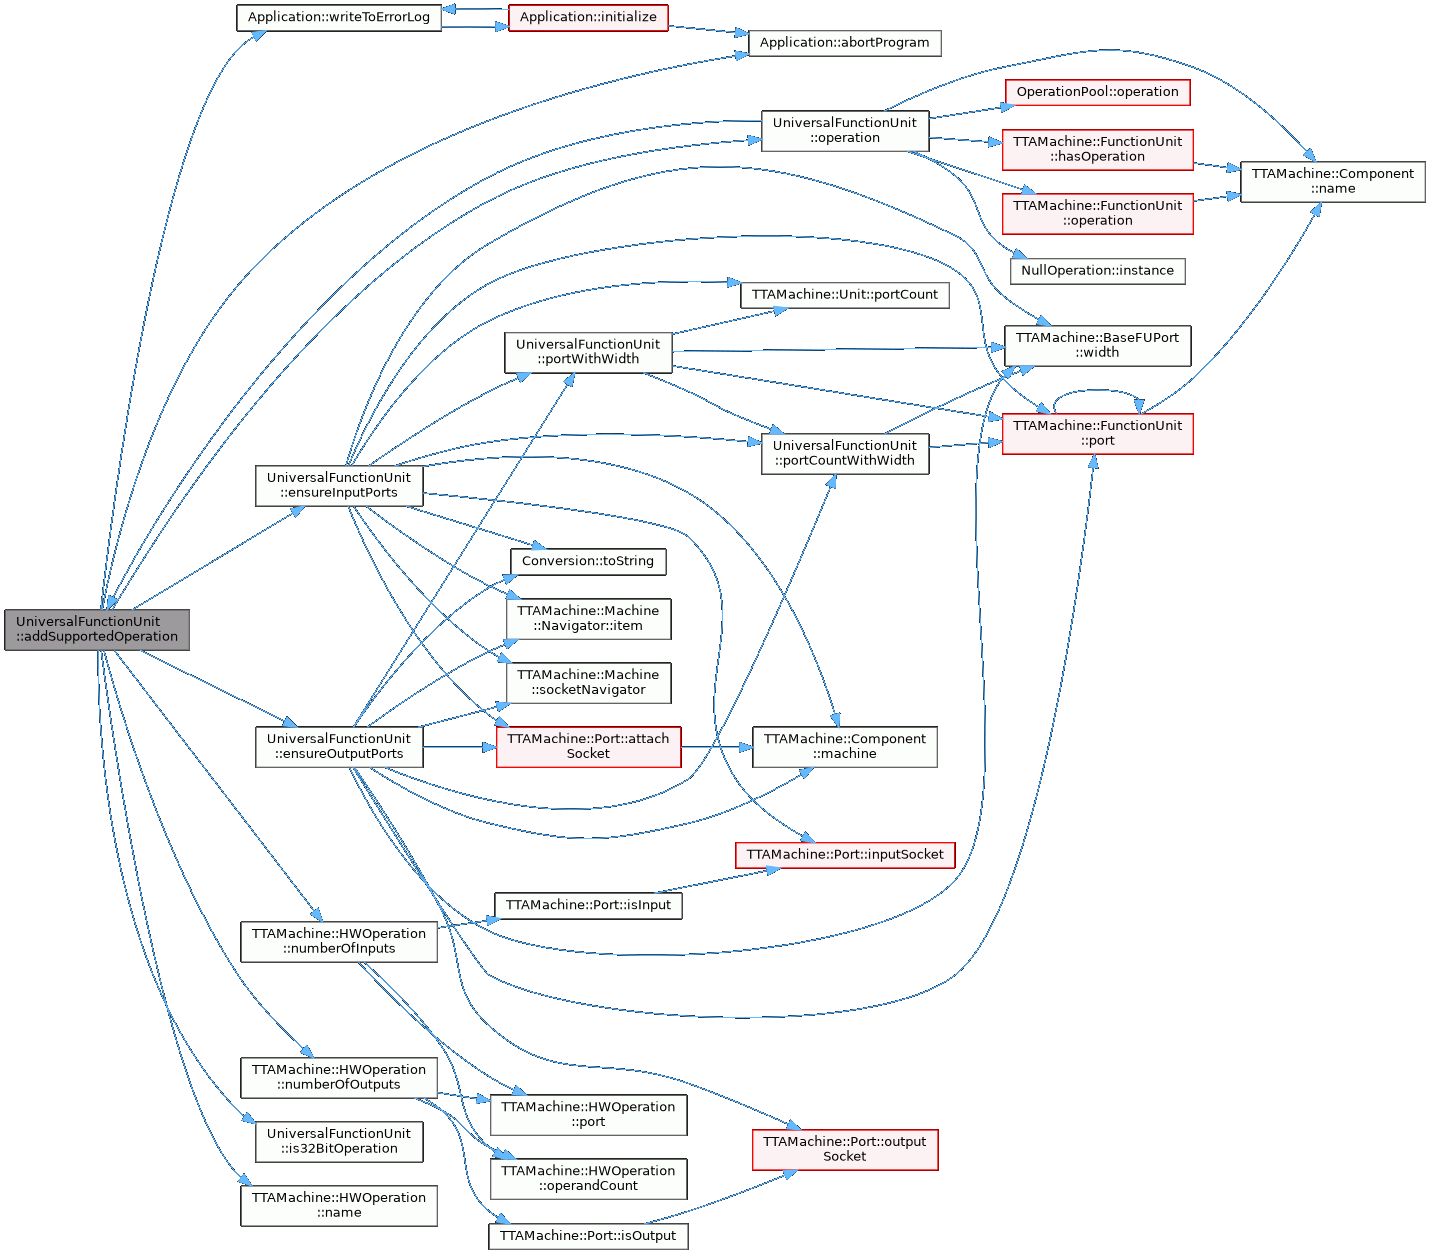 Application::writeToErrorLog
Application::initialize
Application::abortProgram
OperationPool::operation
UniversalFunctionUnit
::operation
TTAMachine::FunctionUnit
::hasOperation
TTAMachine::Component
::name
TTAMachine::FunctionUnit
::operation
NullOperation::instance
TTAMachine::Unit::portCount
UniversalFunctionUnit
::portWithWidth
TTAMachine::BaseFUPort
::width
TTAMachine::FunctionUnit
::port
UniversalFunctionUnit
::portCountWithWidth
UniversalFunctionUnit
::ensureInputPorts
Conversion::toString
TTAMachine::Machine
::Navigator::item
UniversalFunctionUnit
::addSupportedOperation
TTAMachine::Machine
::socketNavigator
UniversalFunctionUnit
::ensureOutputPorts
TTAMachine::Port::attach
Socket
TTAMachine::Component
::machine
TTAMachine::Port::inputSocket
TTAMachine::Port::isInput
TTAMachine::HWOperation
::numberOfInputs
TTAMachine::HWOperation
::numberOfOutputs
TTAMachine::HWOperation
::port
UniversalFunctionUnit
::is32BitOperation
TTAMachine::Port::output
Socket
TTAMachine::HWOperation
::operandCount
TTAMachine::HWOperation
::name
TTAMachine::Port::isOutput